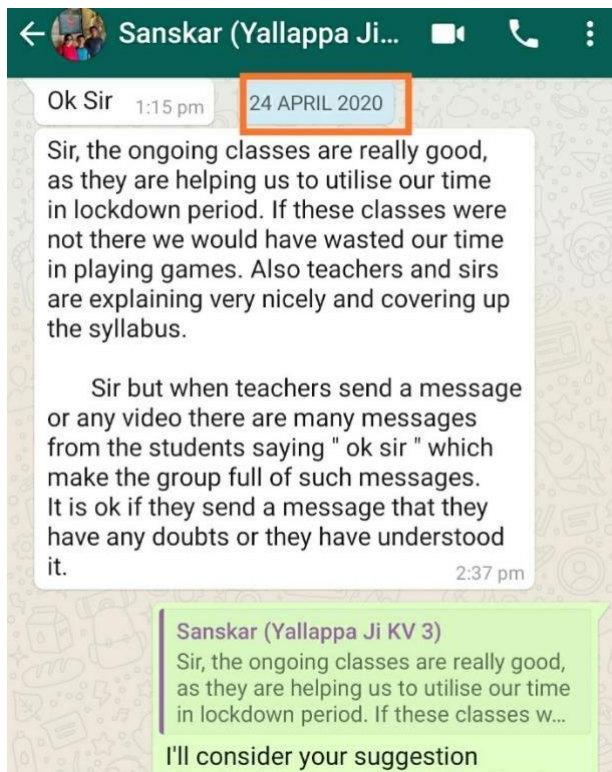 Sanskar (Yallappa Ji...
Ok Sir 1:15 pm
24 APRIL 2020
Sir, the ongoing classes are really good,
as they are helping us to utilise our time
in lockdown period. If these classes were
not there we would have wasted our time
in playing games. Also teachers and sirs
are explaining very nicely and covering up
the syllabus.
Sir but when teachers send a message
or any video there are many messages
from the students saying " ok sir " which
make the group full of such messages.
It is ok if they send a message that they
have any doubts or they have understood
it. 2:37 pm
Sanskar (Yallappa Ji KV 3)
Sir, the ongoing classes are really good,
as they are helping us to utilise our time
in lockdown period. If these classes w...
I'll consider your suggestion